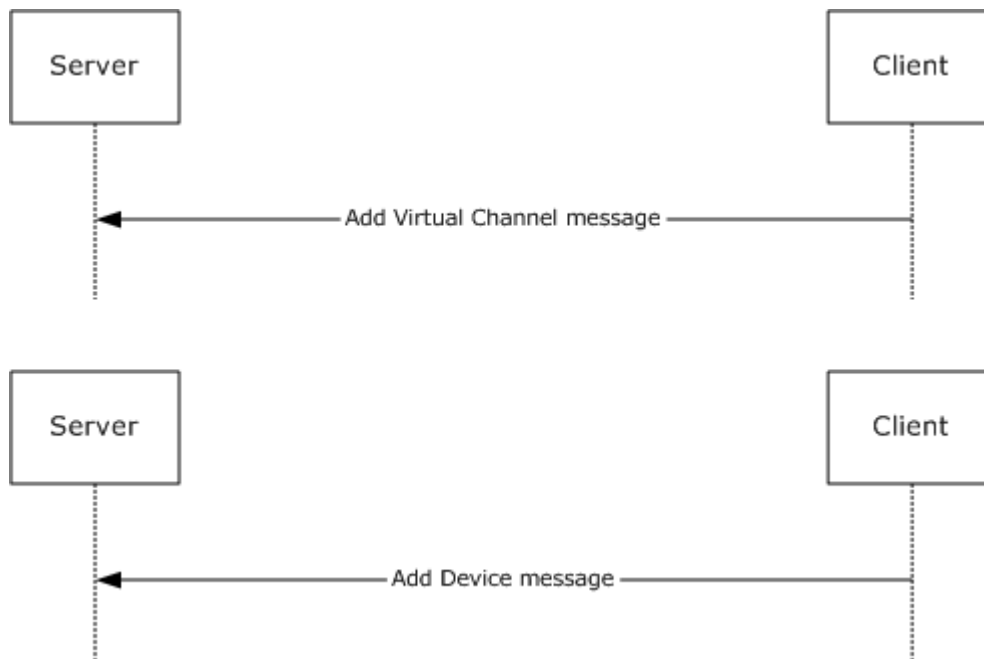 Server
Client
Add Virtual Channel message
Server
Client
Add Device message